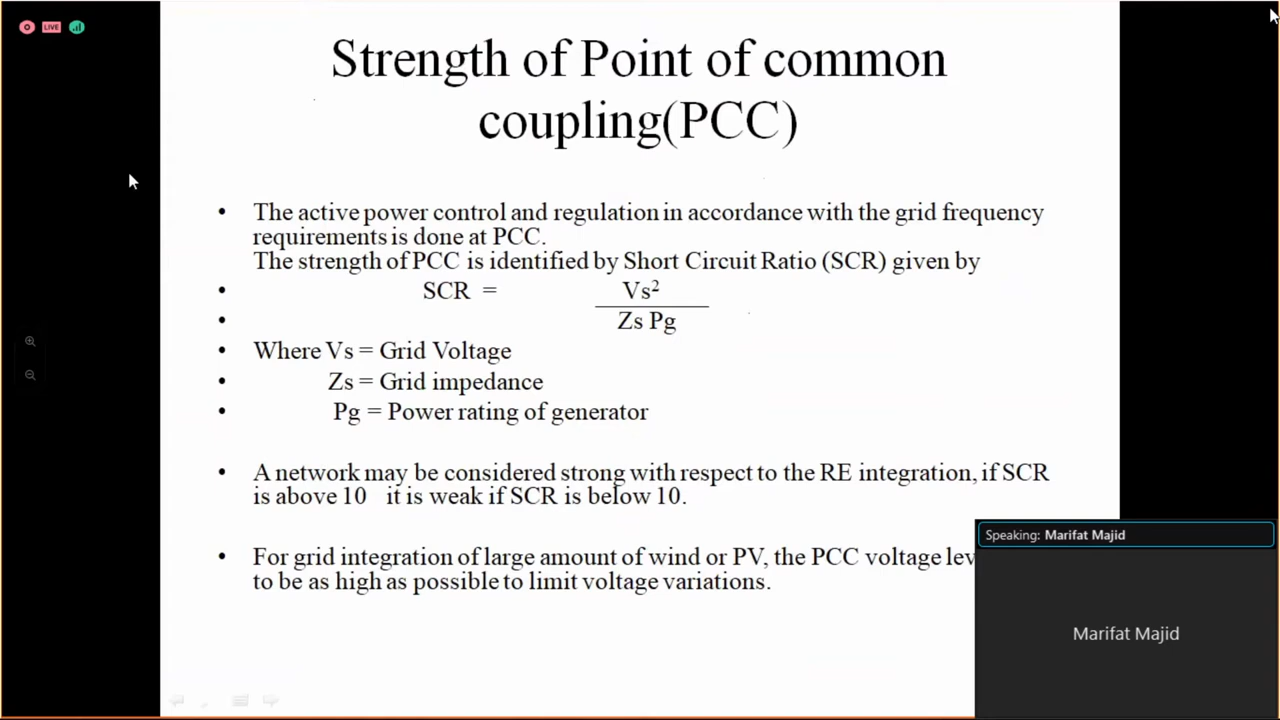 LIVE
Strength of Point of common
coupling(PCC)
• The active power control and regulation in accordance with the grid frequency
requirements is done at PCC.
The strength of PCC is identified by Short Circuit Ratio (SCR) given by
• SCR = Vs²
• Zs Pg
• Where Vs = Grid Voltage
• Zs = Grid impedance
• Pg = Power rating of generator
• A network may be considered strong with respect to the RE integration, if SCR
is above 10 it is weak if SCR is below 10.
• For grid integration of large amount of wind or PV, the PCC voltage
to be as high as possible to limit voltage variations.
Speaking: Marifat Majid
Marifat Majid